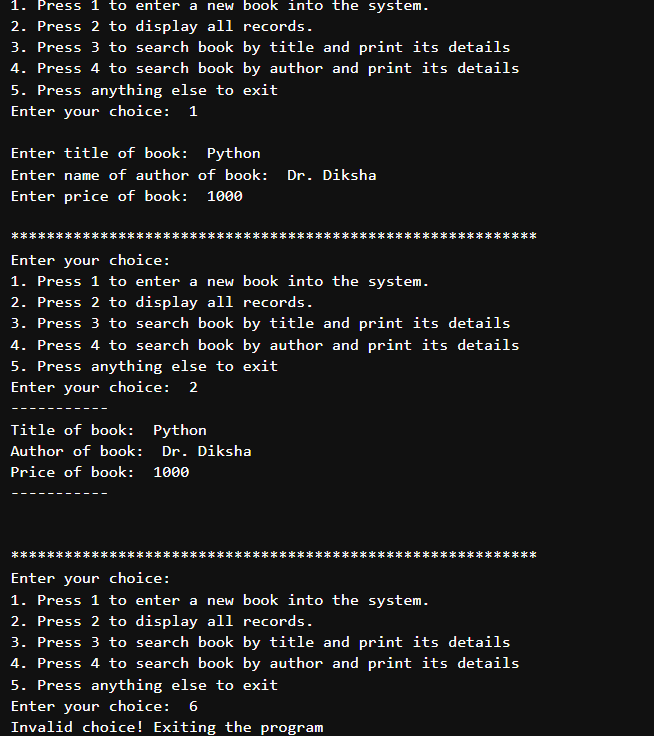 1. Press 1 to enter a new book into the system.
2. Press 2 to display all records.
3. Press 3 to search book by title and print its details
4. Press 4 to search book by author and print its details
5. Press anything else to exit
Enter your choice:  1
Enter title of book:  Python
Enter name of author of book:  Dr. Diksha
Enter price of book:  1000
***********************************************************
Enter your choice:
1. Press 1 to enter a new book into the system.
2. Press 2 to display all records.
3. Press 3 to search book by title and print its details
4. Press 4 to search book by author and print its details
5. Press anything else to exit
Enter your choice:  2
-----------
Title of book:  Python
Author of book:  Dr. Diksha
Price of book:  1000
-----------
***********************************************************
Enter your choice:
1. Press 1 to enter a new book into the system.
2. Press 2 to display all records.
3. Press 3 to search book by title and print its details
4. Press 4 to search book by author and print its details
5. Press anything else to exit
Enter your choice:  6
Invalid choice! Exiting the program